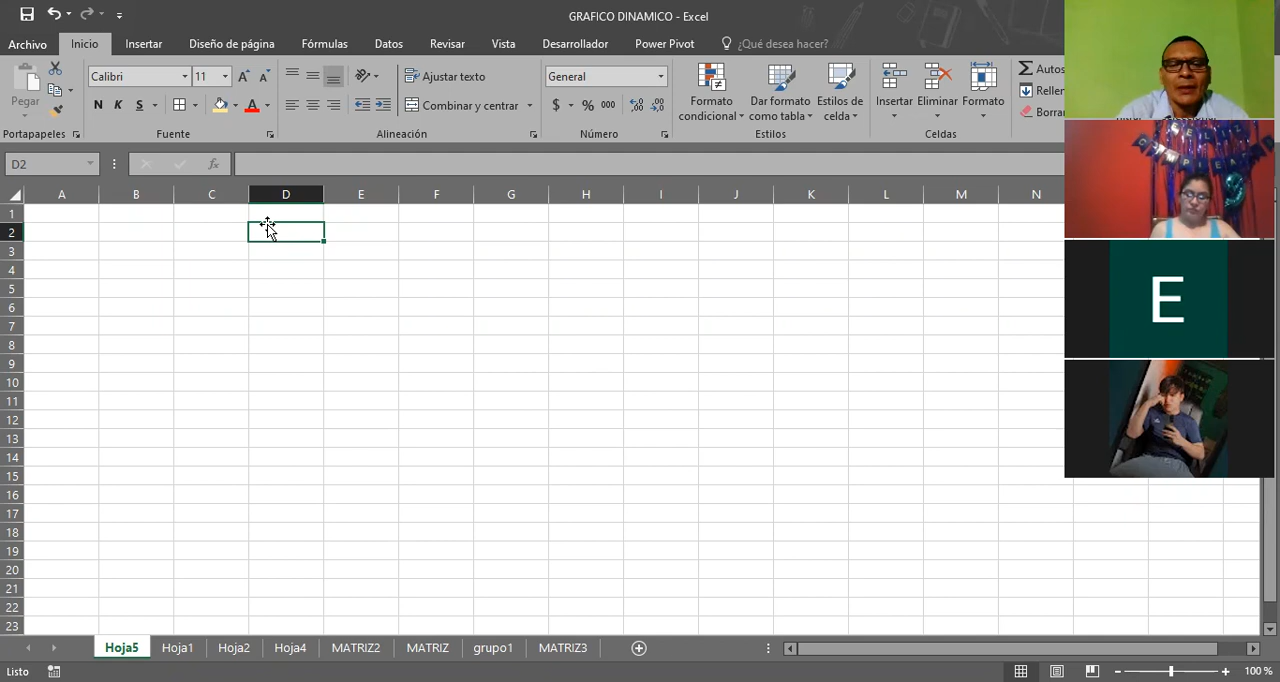 GRAFICO DINAMICO - Excel
Archivo Inicio Insertar Diseño de página Fórmulas Datos Revisar Vista Desarrollador Power Pivot ¿Qué desea hacer?
Pegar
Calibri 11
N K S
Ajustar texto
Combinar y centrar
General
$ % 000
Formato condicional
Dar formato como tabla
Estilos de celda
Insertar Eliminar Formato
Autos
Rellen
Borra
Portapapeles Fuente Alineación Número Estilos Celdas
D2 fx
A B C D E F G H I J K L M N
1
2
3
4
5
6
7
8
9
10
11
12
13
14
15
16
17
18
19
20
21
22
23
E
Hoja5 Hoja1 Hoja2 Hoja4 MATRIZ2 MATRIZ grupo1 MATRIZ3
Listo 100 %